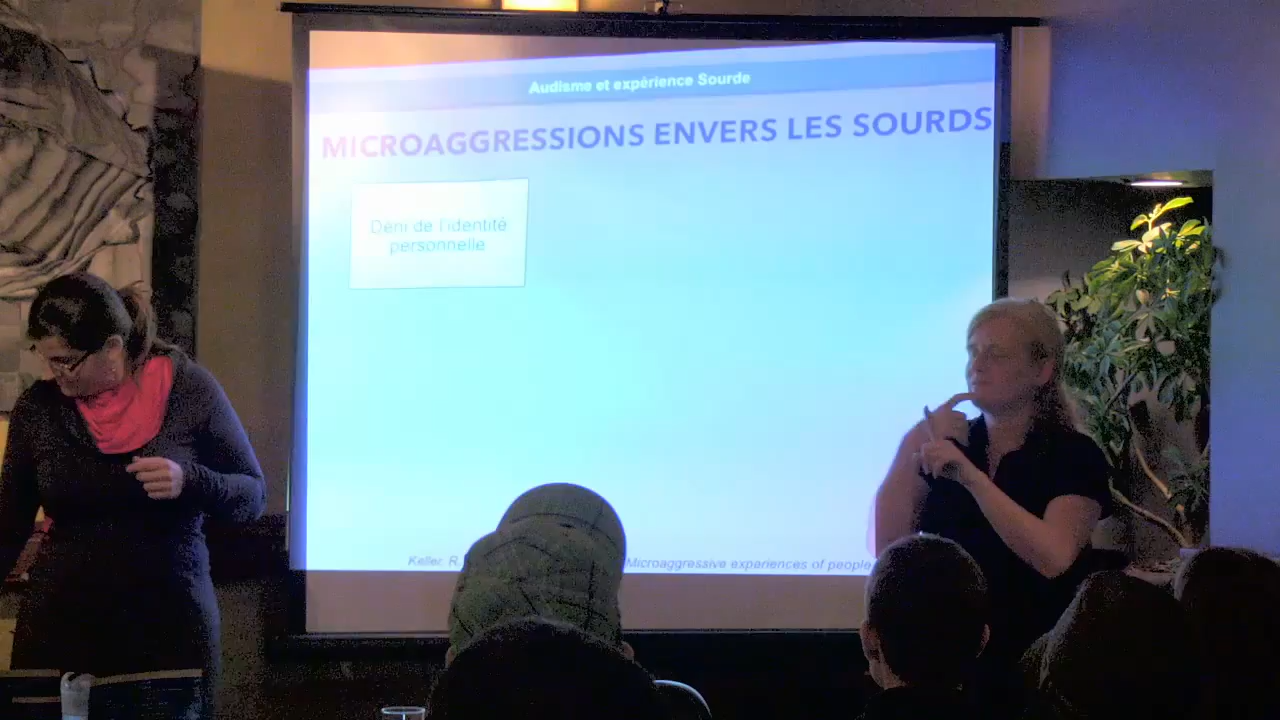 Audisme et expérience Sourde
MICROAGGRESSIONS ENVERS LES SOURDS
Déni de l'identité
personnelle
Keller, R. Microaggressive experiences of people